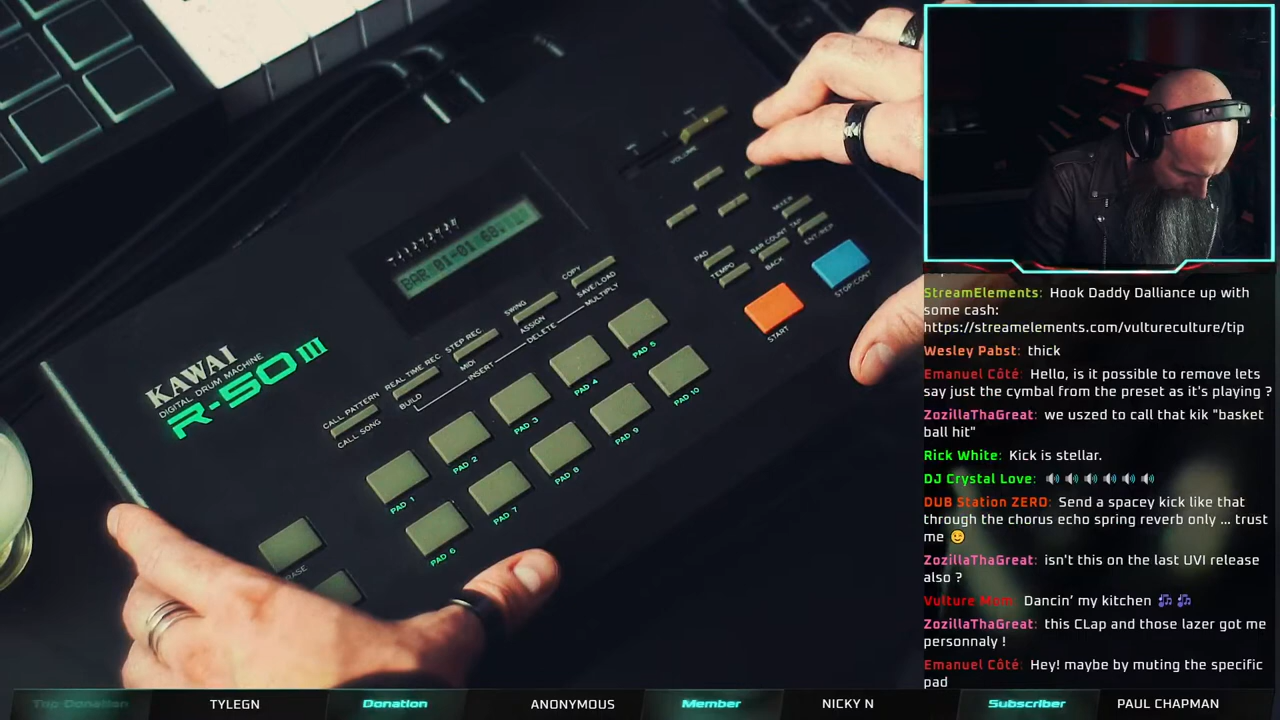 VOLUME
MIXER
PAD
BAR COUNT
TAP
ENT/REP
TEMPO
BACK
STOP/CONT
START
COPY
SAVE/LOAD
MULTIPLY
SWING
ASSIGN
DELETE
STEP REC
MIDI
INSERT
REAL TIME REC
BUILD
CALL PATTERN
CALL SONG
KAWAI
DIGITAL DRUM MACHINE
R-50 III
PAD 1
PAD 2
PAD 3
PAD 4
PAD 5
PAD 6
PAD 7
PAD 8
PAD 9
PAD 10
StreamElements: Hook Daddy Dalliance up with
some cash:
https://streamelements.com/vultureculture/tip
Wesley Pabst: thick
Emanuel Côté: Hello, is it possible to remove lets
say just the cymbal from the preset as it's playing ?
ZozillaThaGreat: we uszed to call that kik "basket
ball hit"
Rick White: Kick is stellar.
DJ Crystal Love: 🔊 🔊 🔊 🔊 🔊 🔊
DUB Station ZERO: Send a spacey kick like that
through the chorus echo spring reverb only ... trust
me 😉
ZozillaThaGreat: isn't this on the last UVI release
also ?
Vulture Mom: Dancin' my kitchen 🎶 🎶
ZozillaThaGreat: this CLap and those lazer got me
personnaly !
Emanuel Côté: Hey! maybe by muting the specific
pad
Top Donation TYLEGN Donation ANONYMOUS Member NICKY N Subscriber PAUL CHAPMAN